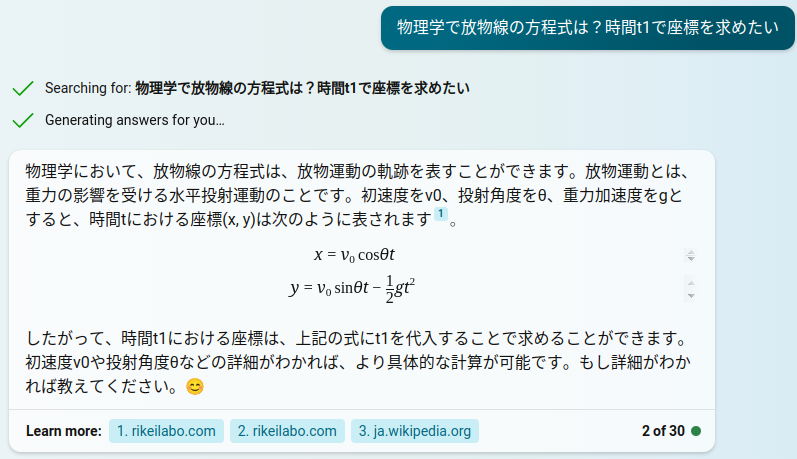 物理学で放物線の方程式は？時間t1で座標を求めたい
Searching for: 物理学で放物線の方程式は？時間t1で座標を求めたい
Generating answers for you…
物理学において、放物線の方程式は、放物運動の軌跡を表すことができます。放物運動とは、
重力の影響を受ける水平投射運動のことです。初速度をv0、投射角度をθ、重力加速度をgと
すると、時間tにおける座標(x, y)は次のように表されます 1 。
x = v₀ cosθt
y = v₀ sinθt − 1/2 gt²
したがって、時間t1における座標は、上記の式にt1を代入することで求めることができます。
初速度v0や投射角度θなどの詳細がわかれば、より具体的な計算が可能です。もし詳細がわか
れば教えてください。😊
Learn more: 1. rikeilabo.com 2. rikeilabo.com 3. ja.wikipedia.org 2 of 30